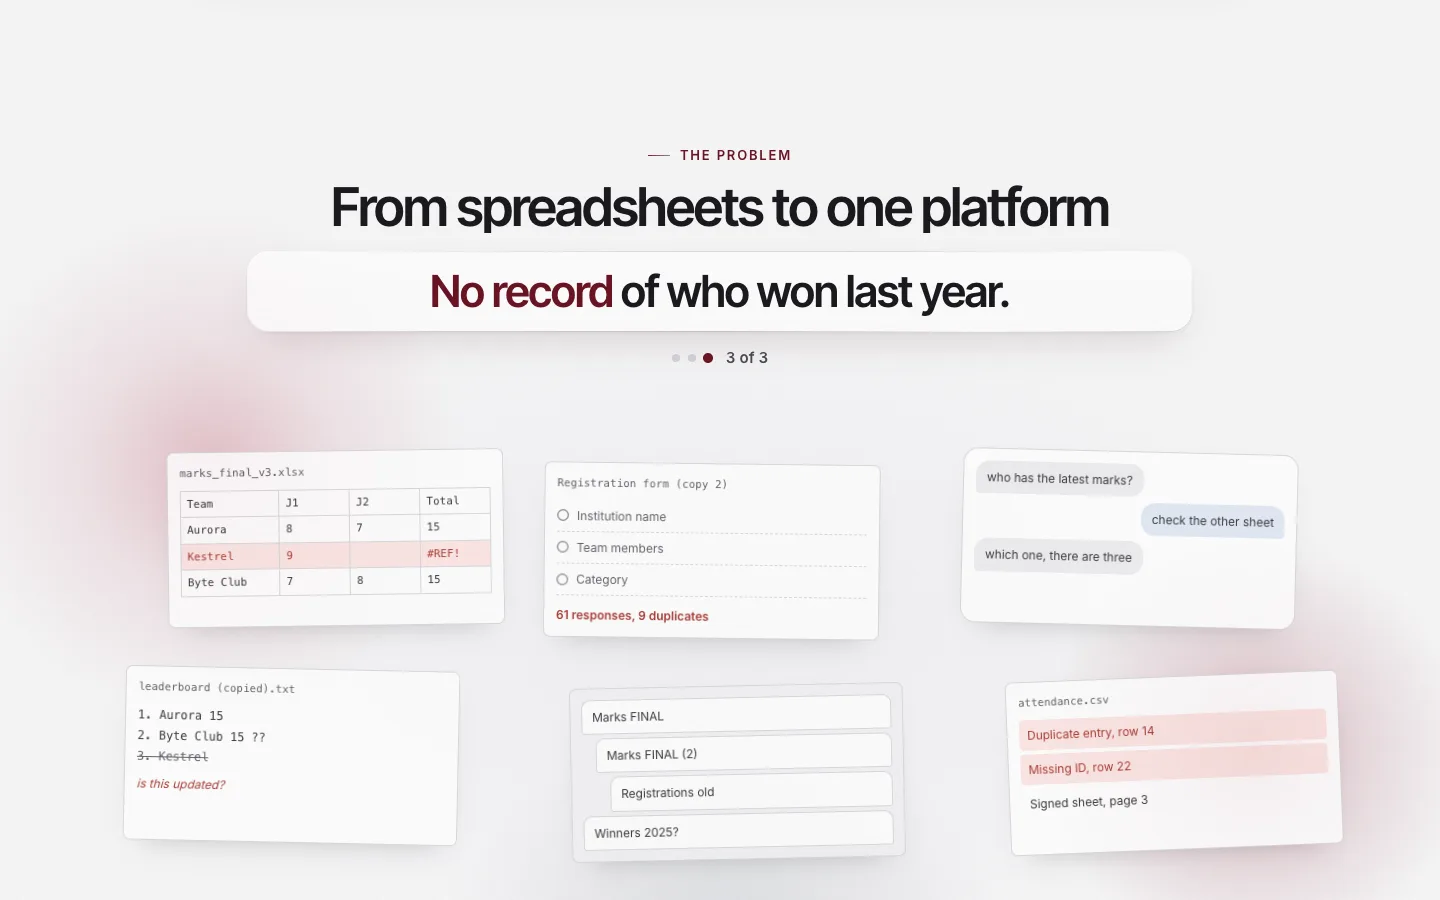 THE PROBLEM
From spreadsheets to one platform
No record of who won last year.
3 of 3
marks_final_v3.xlsx
Team J1 J2 Total
Aurora 8 7 15
Kestrel 9 #REF!
Byte Club 7 8 15
Registration form (copy 2)
Institution name
Team members
Category
61 responses, 9 duplicates
who has the latest marks?
check the other sheet
which one, there are three
leaderboard (copied).txt
1. Aurora 15
2. Byte Club 15 ??
3. Kestrel
is this updated?
Marks FINAL
Marks FINAL (2)
Registrations old
Winners 2025?
attendance.csv
Duplicate entry, row 14
Missing ID, row 22
Signed sheet, page 3